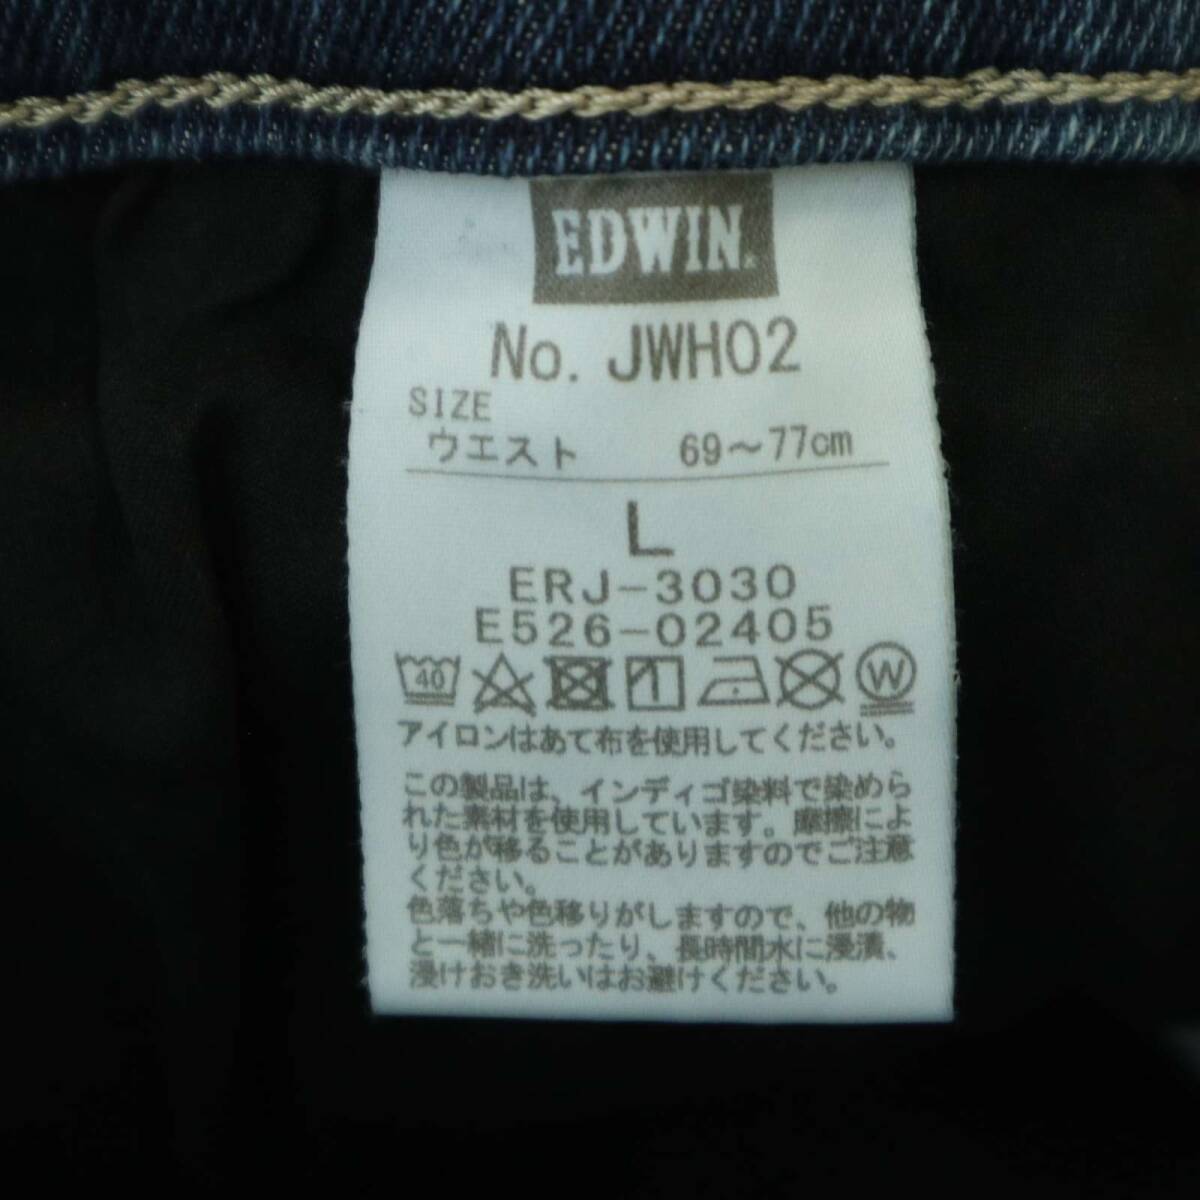 EDWIN
No. JWH02
SIZE
ウエスト 69～77cm
L
ERJ-3030
E526-02405
40 W
アイロンはあて布を使用してください。
この製品は、インディゴ染料で染めら
れた素材を使用しています。摩擦によ
り色が移ることがありますのでご注意
ください。
色落ちや色移りがしますので、他の物
と一緒に洗ったり、長時間水に浸漬、
浸けおき洗いはお避けください。